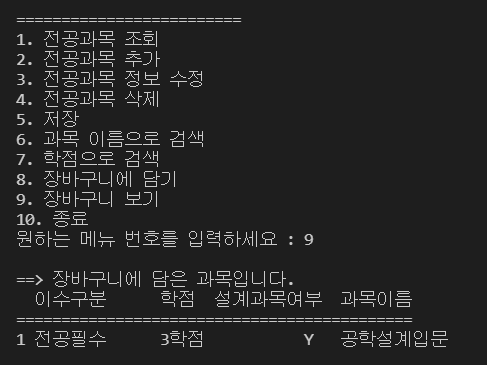 =========================
1. 전공과목 조회
2. 전공과목 추가
3. 전공과목 정보 수정
4. 전공과목 삭제
5. 저장
6. 과목 이름으로 검색
7. 학점으로 검색
8. 장바구니에 담기
9. 장바구니 보기
10. 종료
원하는 메뉴 번호를 입력하세요 : 9
==> 장바구니에 담은 과목입니다.
이수구분 학점 설계과목여부 과목이름
============================================
1 전공필수 3학점 Y 공학설계입문